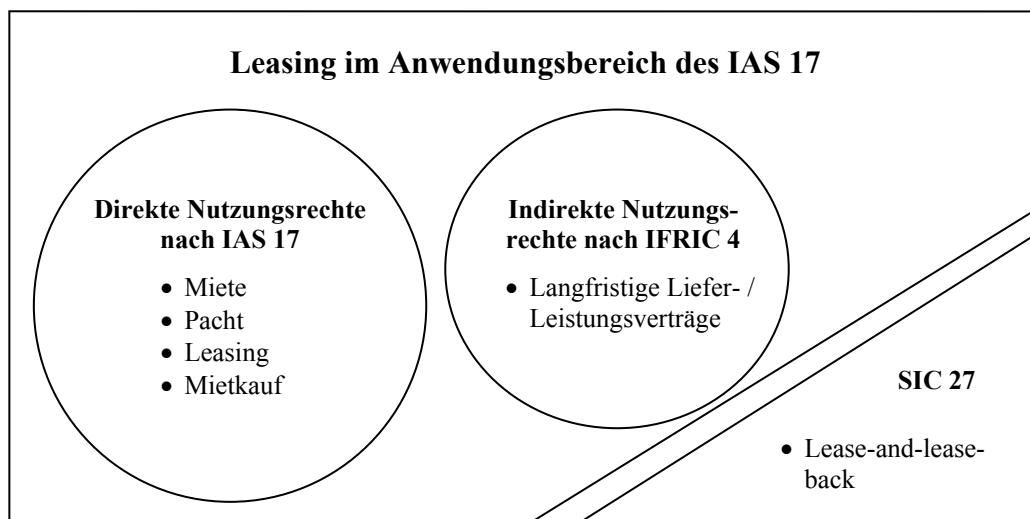 Leasing im Anwendungsbereich des IAS 17
Direkte Nutzungsrechte
nach IAS 17
• Miete
• Pacht
• Leasing
• Mietkauf
Indirekte Nutzungs-
rechte nach IFRIC 4
• Langfristige Liefer- /
Leistungsverträge
SIC 27
• Lease-and-lease-
back